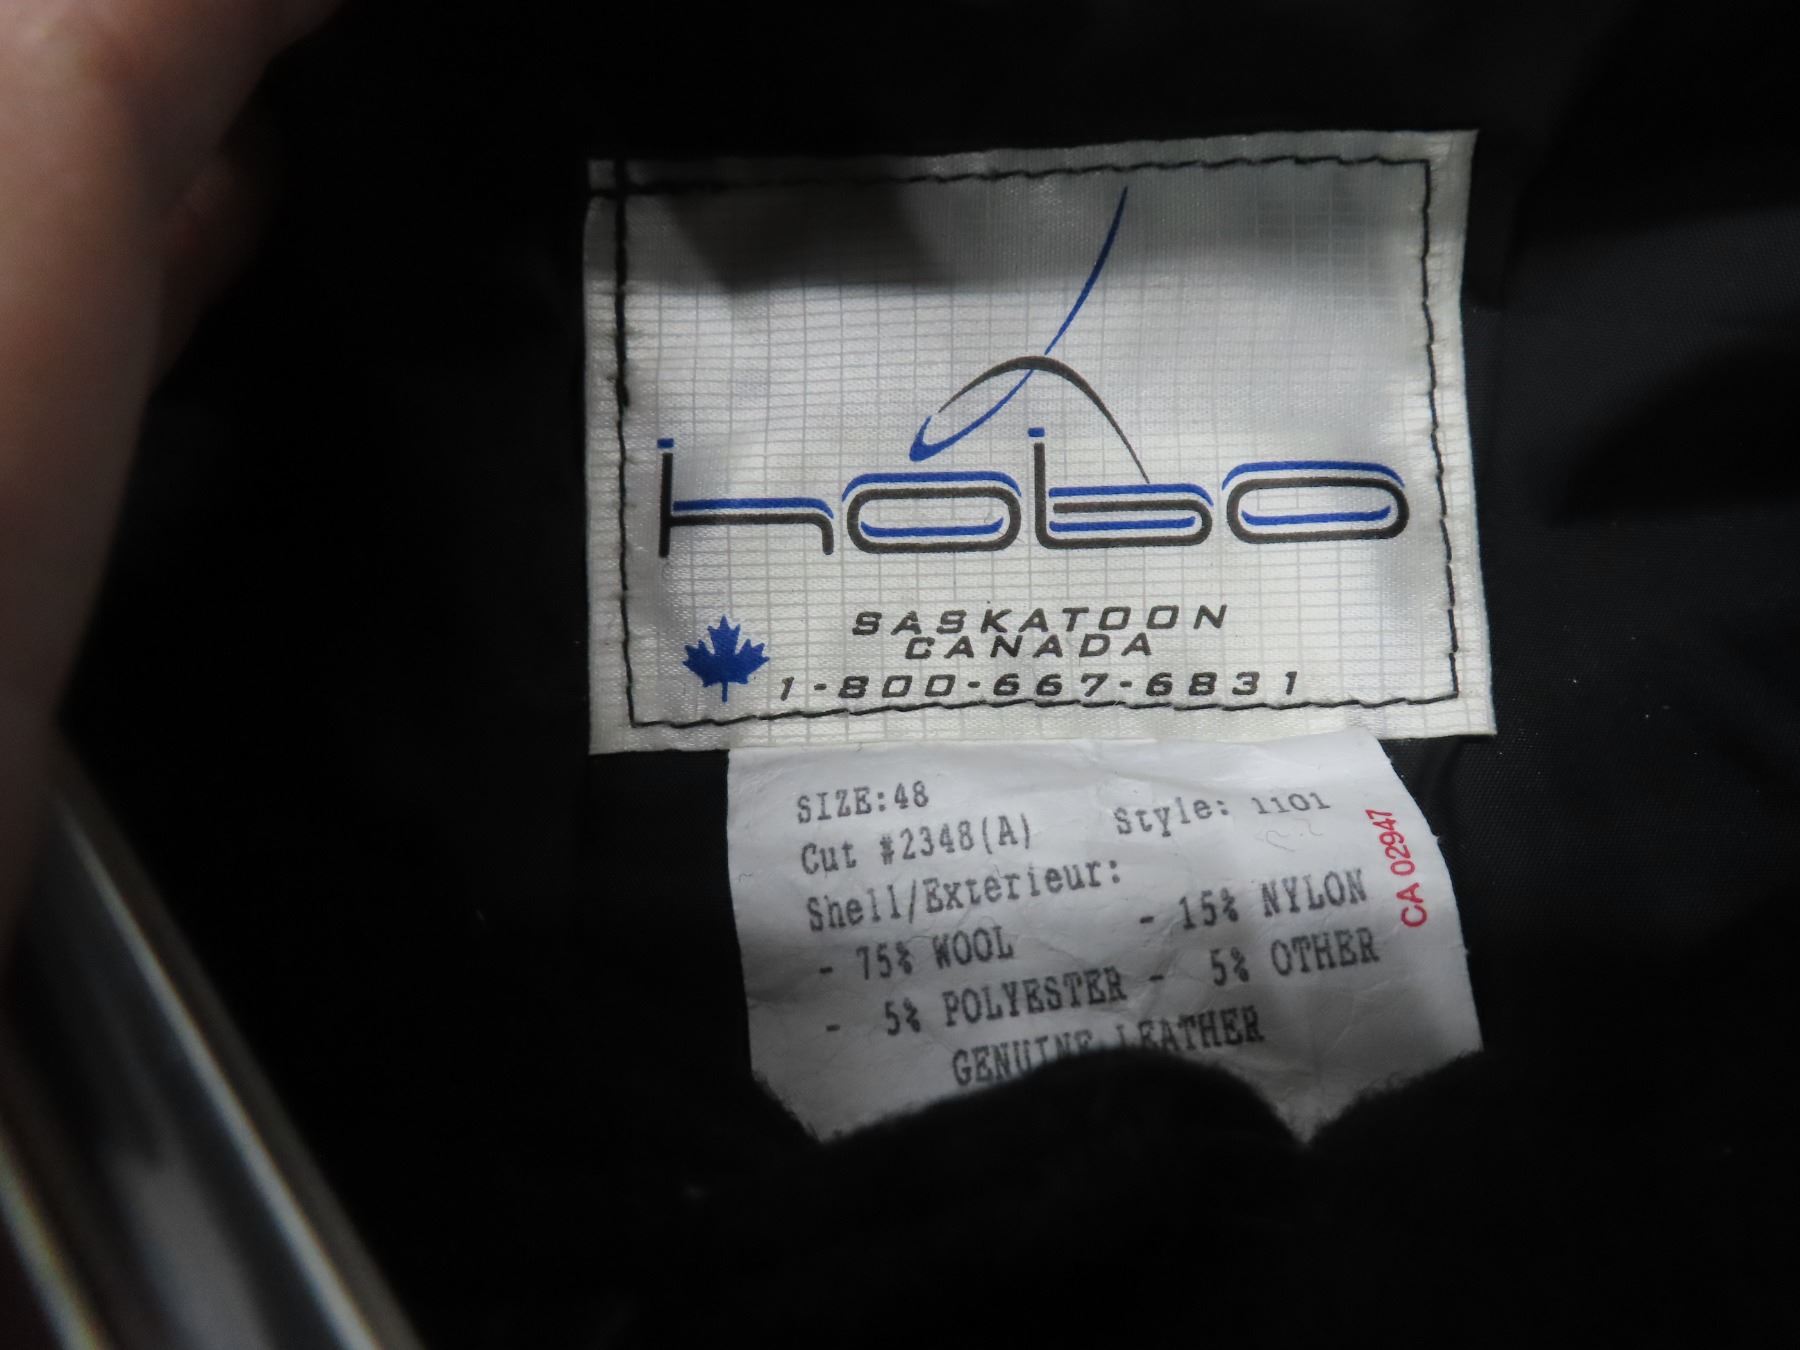 hobo
SASKATOON
CANADA
1-800-667-6831
SIZE:48
Cut #2348(A) Style: 1101
Shell/Exterieur:
- 75% WOOL - 15% NYLON
- 5% POLYESTER - 5% OTHER
GENUINE LEATHER
CA 02947